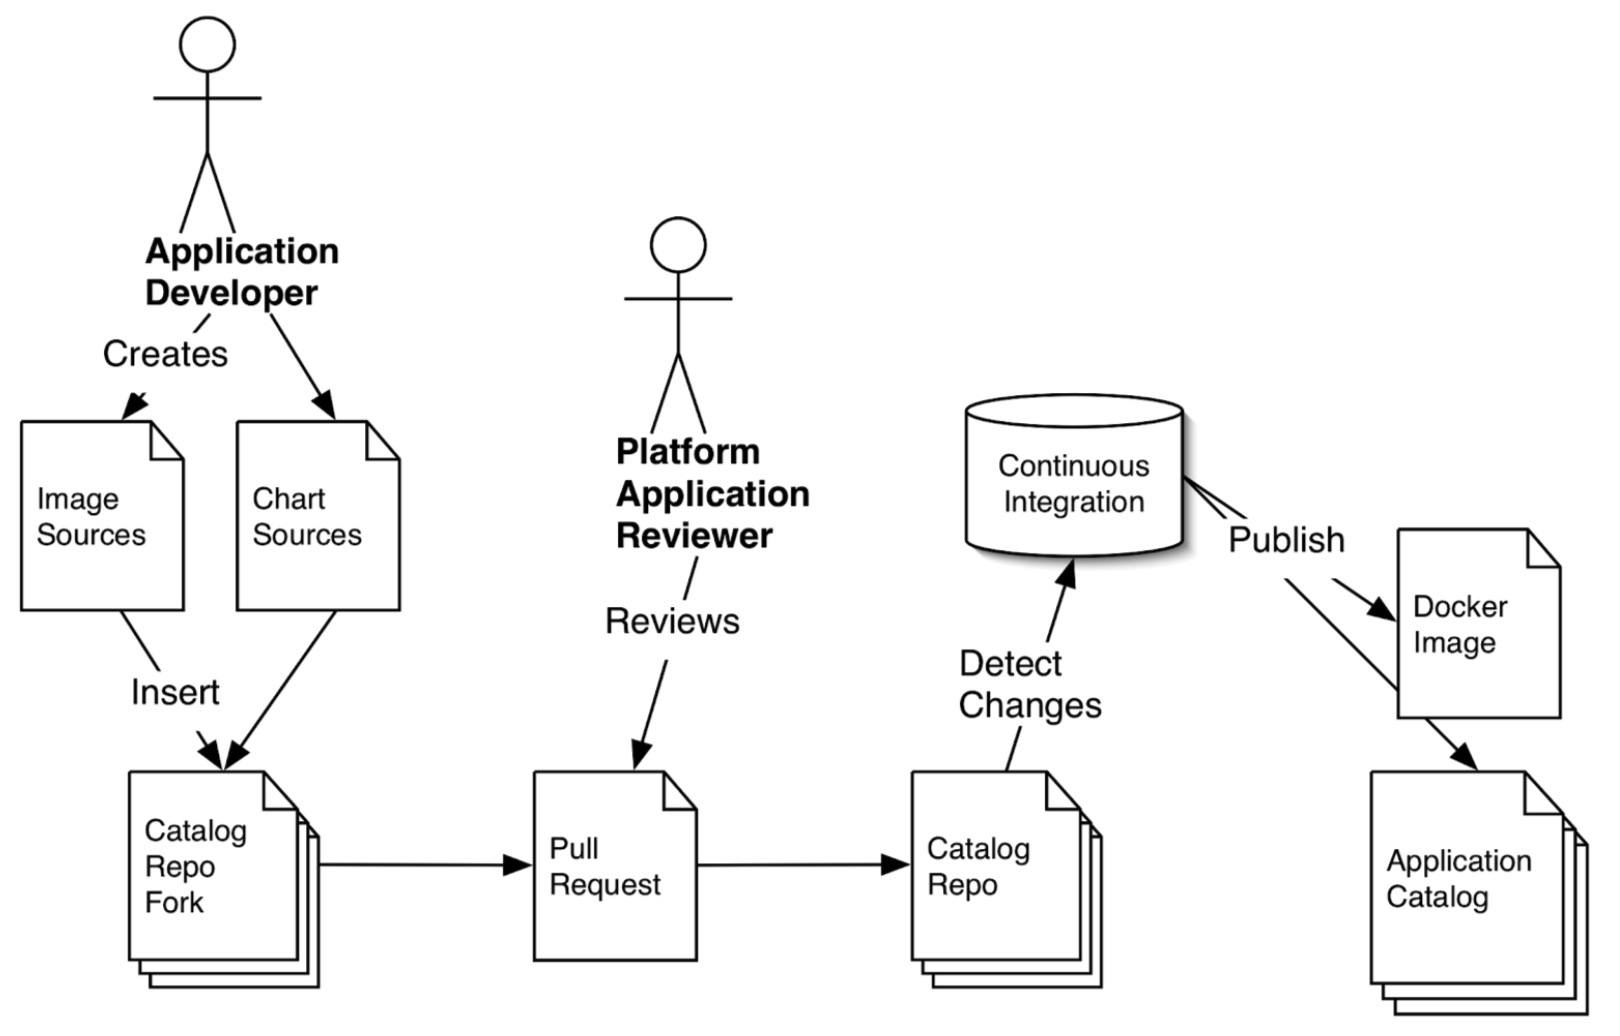 Application
Developer
Creates
Image
Sources
Chart
Sources
Insert
Catalog
Repo
Fork
Platform
Application
Reviewer
Reviews
Pull
Request
Catalog
Repo
Detect
Changes
Continuous
Integration
Publish
Docker
Image
Application
Catalog